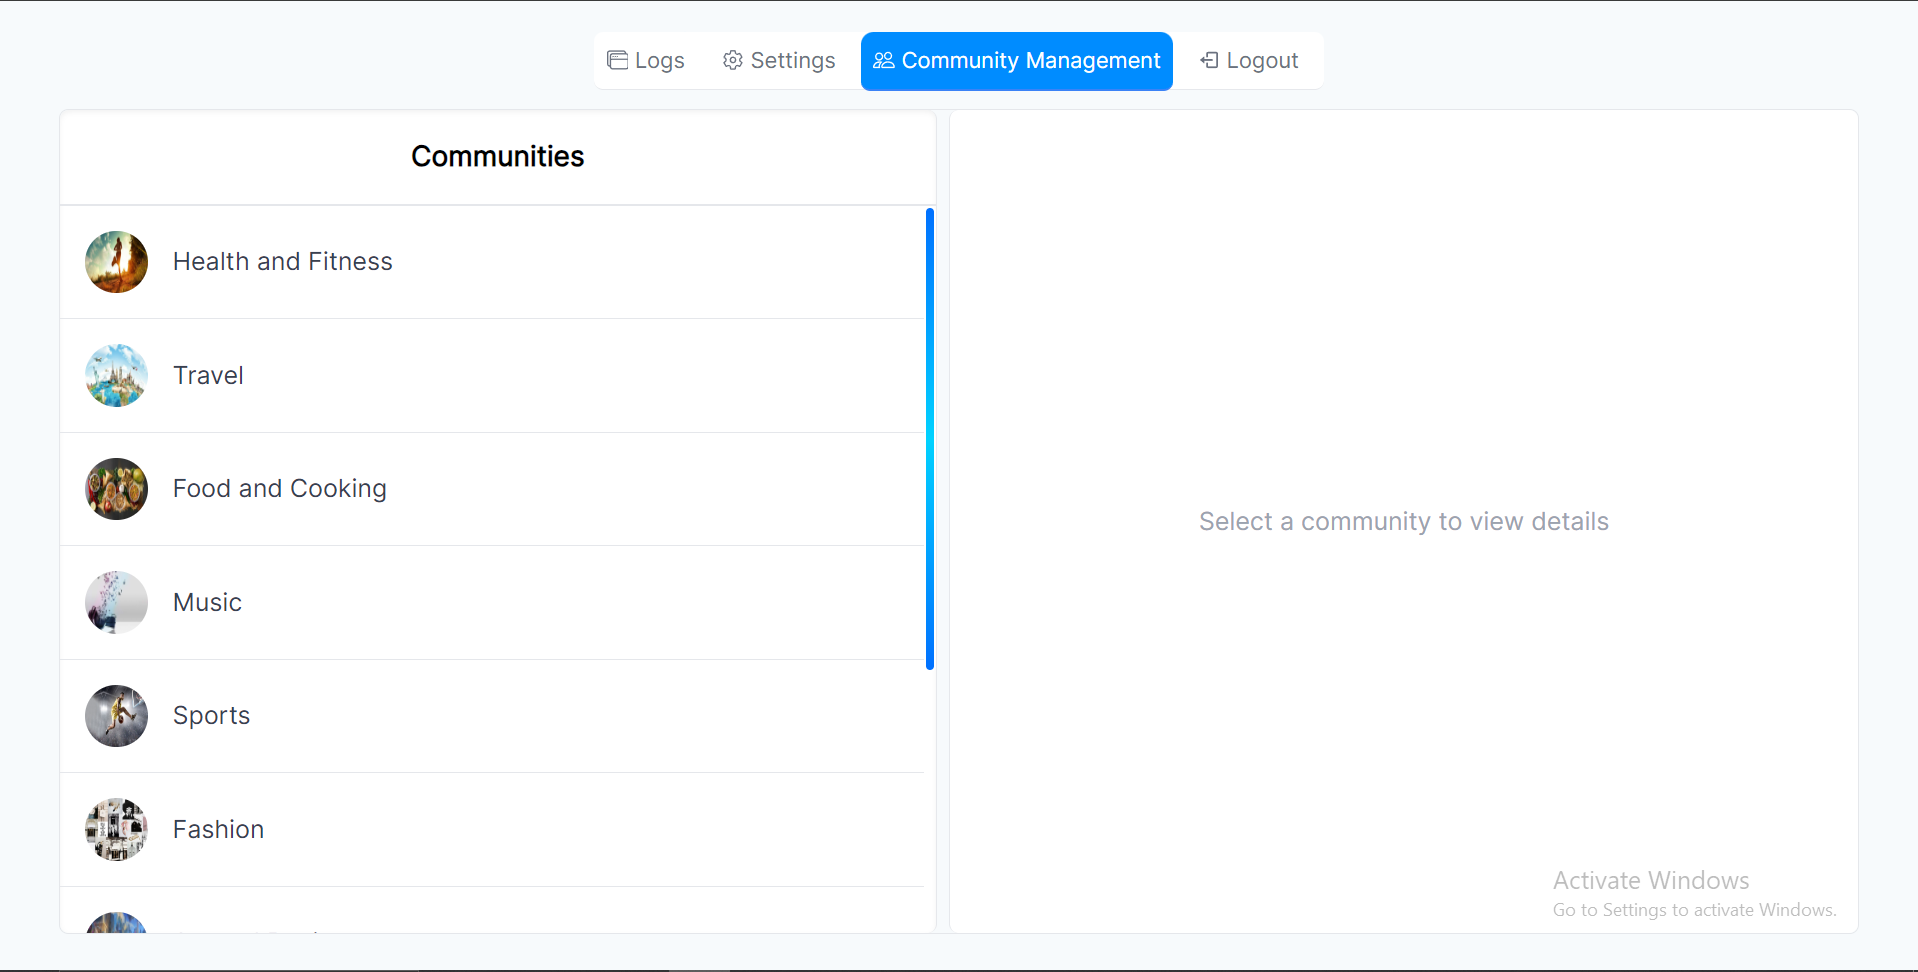 Logs
Settings
Community Management
Logout
Communities
Health and Fitness
Travel
Food and Cooking
Music
Sports
Fashion
Select a community to view details
Activate Windows
Go to Settings to activate Windows.